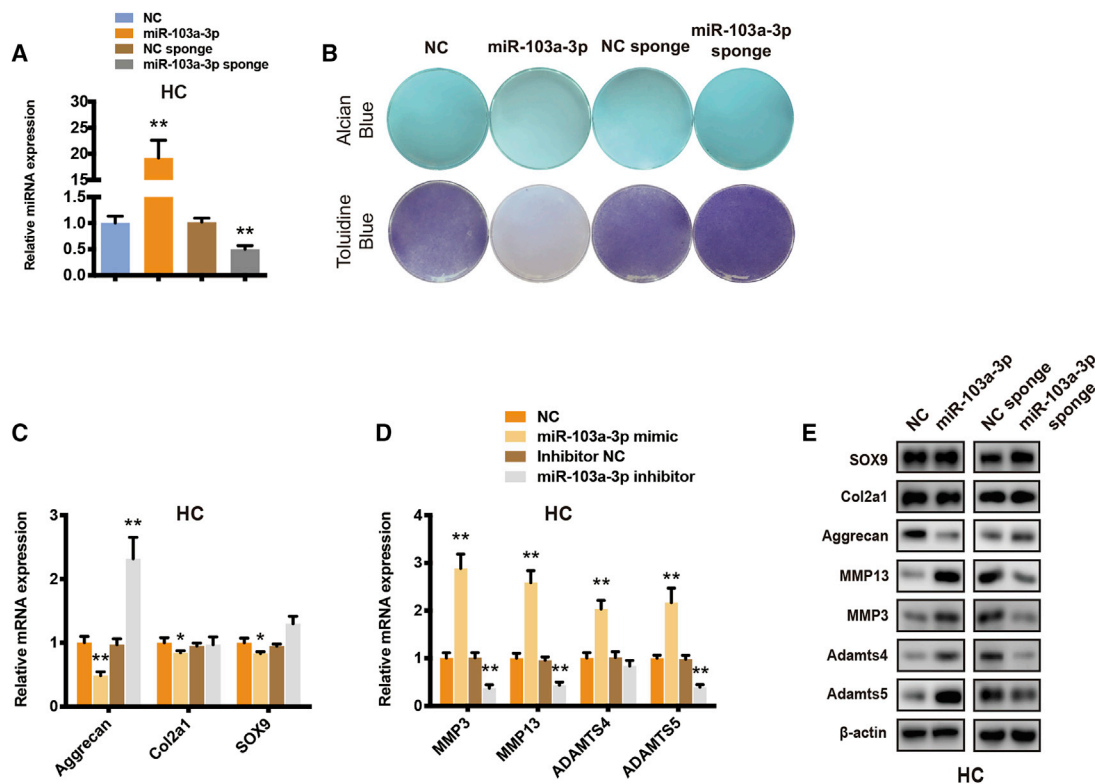 A
NC
miR-103a-3p
NC sponge
miR-103a-3p sponge
HC
Relative miRNA expression
30
25
20
15
1.0
0.5
0.0
**
**
B
NC
miR-103a-3p
NC sponge
miR-103a-3p
sponge
Alcian
Blue
Toluidine
Blue
C
HC
Relative mRNA expression
3
2
1
0
**
**
*
*
Aggrecan
Col2a1
SOX9
D
NC
miR-103a-3p mimic
Inhibitor NC
miR-103a-3p inhibitor
HC
Relative mRNA expression
4
3
2
1
0
**
**
**
**
**
**
**
MMP3
MMP13
ADAMTS4
ADAMTS5
E
NC
miR-103a-3p
NC sponge
miR-103a-3p
sponge
SOX9
Col2a1
Aggrecan
MMP13
MMP3
Adamts4
Adamts5
β-actin
HC